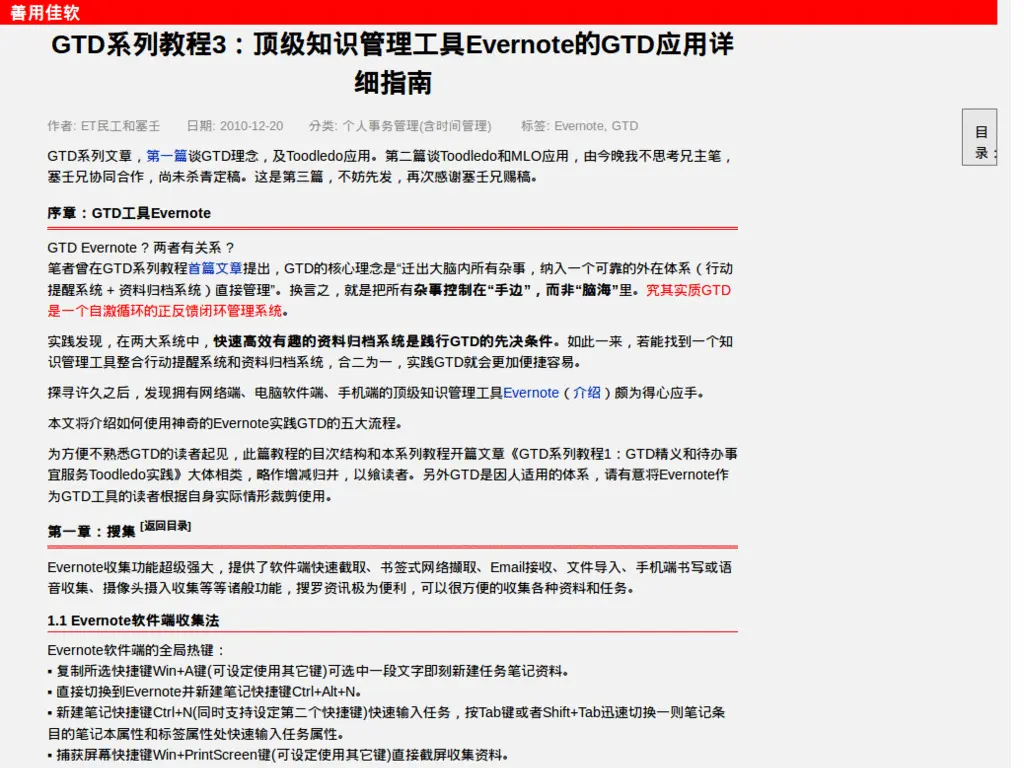 善用佳软
GTD系列教程3：顶级知识管理工具Evernote的GTD应用详
细指南
作者: ET民工和塞壬 日期: 2010-12-20 分类: 个人事务管理(含时间管理) 标签: Evernote, GTD
目
录：
GTD系列文章，第一篇谈GTD理念，及Toodledo应用。第二篇谈Toodledo和MLO应用，由今晚我不思考兄主笔，
塞壬兄协同合作，尚未杀青定稿。这是第三篇，不妨先发，再次感谢塞壬兄赐稿。
序章：GTD工具Evernote
GTD Evernote？两者有关系？
笔者曾在GTD系列教程首篇文章提出，GTD的核心理念是“迁出大脑内所有杂事，纳入一个可靠的外在体系（行动
提醒系统＋资料归档系统）直接管理”。换言之，就是把所有杂事控制在“手边”，而非“脑海”里。究其实质GTD
是一个自激循环的正反馈闭环管理系统。
实践发现，在两大系统中，快速高效有趣的资料归档系统是践行GTD的先决条件。如此一来，若能找到一个知
识管理工具整合行动提醒系统和资料归档系统，合二为一，实践GTD就会更加便捷容易。
探寻许久之后，发现拥有网络端、电脑软件端、手机端的顶级知识管理工具Evernote（介绍）颇为得心应手。
本文将介绍如何使用神奇的Evernote实践GTD的五大流程。
为方便不熟悉GTD的读者起见，此篇教程的目次结构和本系列教程开篇文章《GTD系列教程1：GTD精义和待办事
宜服务Toodledo实践》大体相类，略作增减归并，以飨读者。另外GTD是因人适用的体系，请有意将Evernote作
为GTD工具的读者根据自身实际情形裁剪使用。
第一章：搜集 [返回目录]
Evernote收集功能超级强大，提供了软件端快速截取、书签式网络撷取、Email接收、文件导入、手机端书写或语
音收集、摄像头摄入收集等等诸般功能，搜罗资讯极为便利，可以很方便的收集各种资料和任务。
1.1 Evernote软件端收集法
Evernote软件端的全局热键：
▪ 复制所选快捷键Win+A键(可设定使用其它键)可选中一段文字即刻新建任务笔记资料。
▪ 直接切换到Evernote并新建笔记快捷键Ctrl+Alt+N。
▪ 新建笔记快捷键Ctrl+N(同时支持设定第二个快捷键)快速输入任务，按Tab键或者Shift+Tab迅速切换一则笔记条
目的笔记本属性和标签属性处快速输入任务属性。
▪ 捕获屏幕快捷键Win+PrintScreen键(可设定使用其它键)直接截屏收集资料。